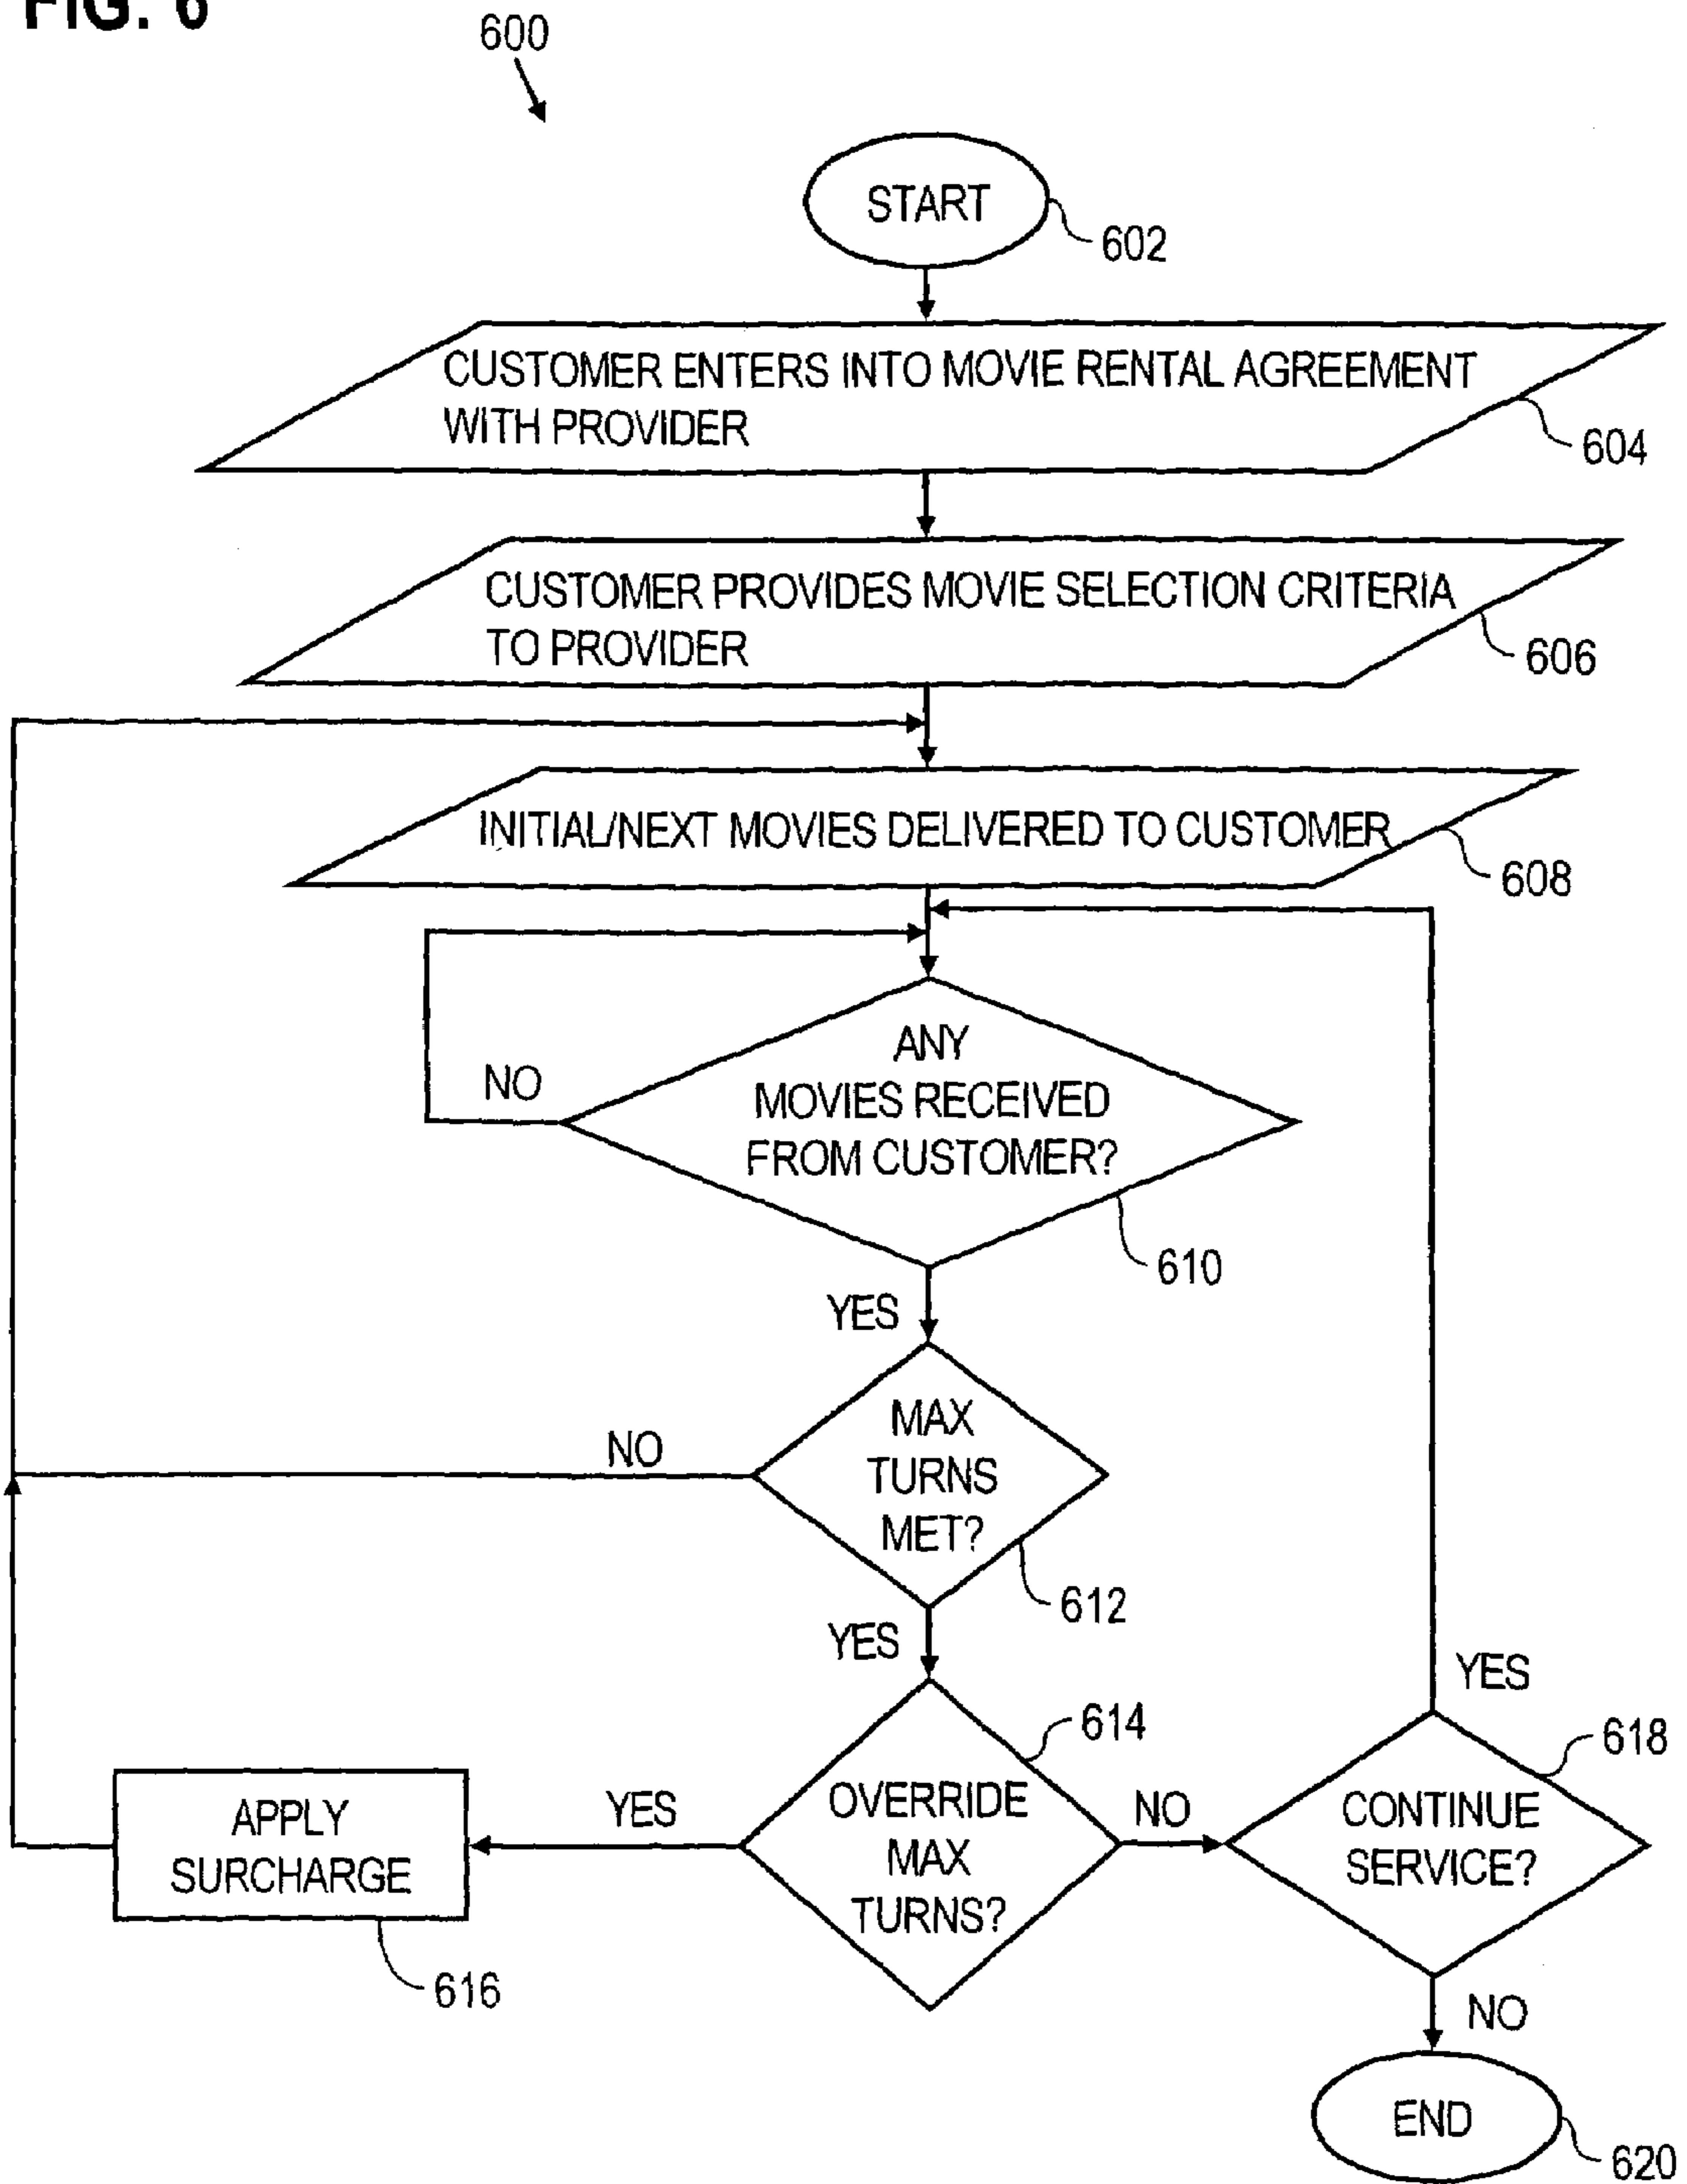 FIG. 6
600
START
602
CUSTOMER ENTERS INTO MOVIE RENTAL AGREEMENT
WITH PROVIDER
604
CUSTOMER PROVIDES MOVIE SELECTION CRITERIA
TO PROVIDER
606
INITIAL/NEXT MOVIES DELIVERED TO CUSTOMER
608
ANY
MOVIES RECEIVED
FROM CUSTOMER?
NO
610
YES
MAX
TURNS
MET?
NO
612
YES
614
OVERRIDE
MAX
TURNS?
YES
APPLY
SURCHARGE
616
NO
YES
618
CONTINUE
SERVICE?
NO
END
620